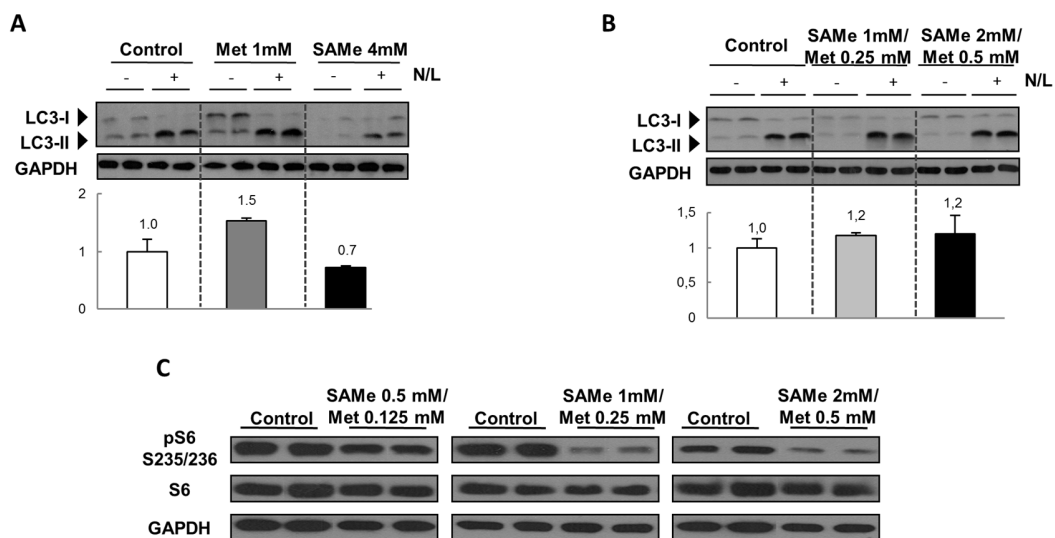 A
Control Met 1mM SAMe 4mM
- + - + - + N/L
LC3-I
LC3-II
GAPDH
2
1
0
1.0
1.5
0.7
B
Control SAMe 1mM/ Met 0.25 mM SAMe 2mM/ Met 0.5 mM
- + - + - + N/L
LC3-I
LC3-II
GAPDH
1,5
1
0,5
0
1,0
1,2
1,2
C
Control SAMe 0.5 mM/ Met 0.125 mM Control SAMe 1mM/ Met 0.25 mM Control SAMe 2mM/ Met 0.5 mM
pS6
S235/236
S6
GAPDH